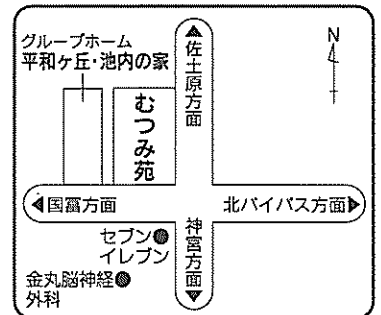 グループホーム
平和ヶ丘・池内の家
むつみ苑
▲佐土原方面
N
◀国富方面
北バイパス方面▶
神宮方面▼
セブン●
イレブン
金丸脳神経●
外科